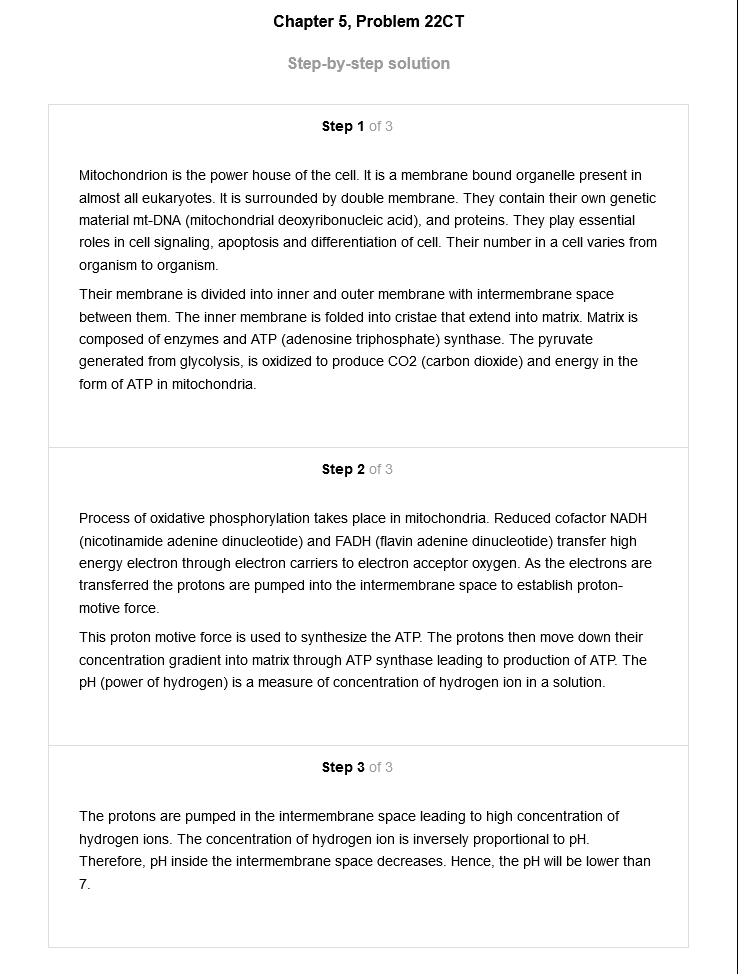 Chapter 5, Problem 22CT
Step-by-step solution
Step 1 of 3
Mitochondrion is the power house of the cell. It is a membrane bound organelle present in
almost all eukaryotes. It is surrounded by double membrane. They contain their own genetic
material mt-DNA (mitochondrial deoxyribonucleic acid), and proteins. They play essential
roles in cell signaling, apoptosis and differentiation of cell. Their number in a cell varies from
organism to organism.
Their membrane is divided into inner and outer membrane with intermembrane space
between them. The inner membrane is folded into cristae that extend into matrix. Matrix is
composed of enzymes and ATP (adenosine triphosphate) synthase. The pyruvate
generated from glycolysis, is oxidized to produce CO2 (carbon dioxide) and energy in the
form of ATP in mitochondria.
Step 2 of 3
Process of oxidative phosphorylation takes place in mitochondria. Reduced cofactor NADH
(nicotinamide adenine dinucleotide) and FADH (flavin adenine dinucleotide) transfer high
energy electron through electron carriers to electron acceptor oxygen. As the electrons are
transferred the protons are pumped into the intermembrane space to establish proton-
motive force.
This proton motive force is used to synthesize the ATP. The protons then move down their
concentration gradient into matrix through ATP synthase leading to production of ATP. The
pH (power of hydrogen) is a measure of concentration of hydrogen ion in a solution.
Step 3 of 3
The protons are pumped in the intermembrane space leading to high concentration of
hydrogen ions. The concentration of hydrogen ion is inversely proportional to pH.
Therefore, pH inside the intermembrane space decreases. Hence, the pH will be lower than
7.